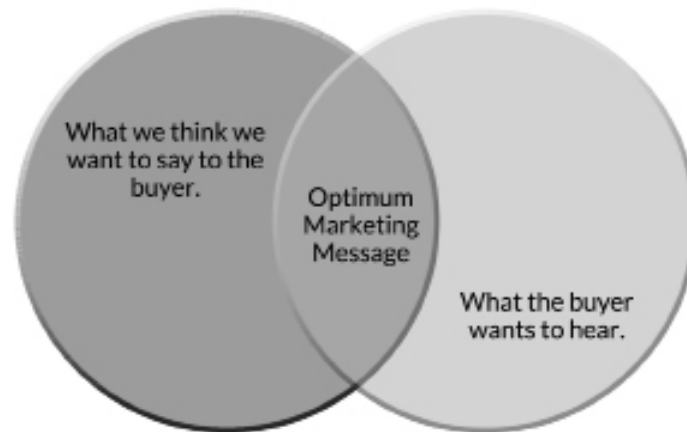 What we think we
want to say to the
buyer.
Optimum
Marketing
Message
What the buyer
wants to hear.